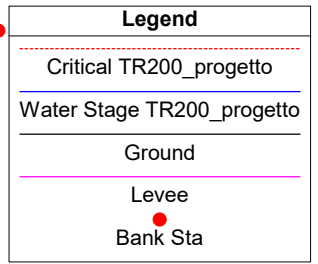 Legend
Critical TR200_progetto
Water Stage TR200_progetto
Ground
Levee
Bank Sta